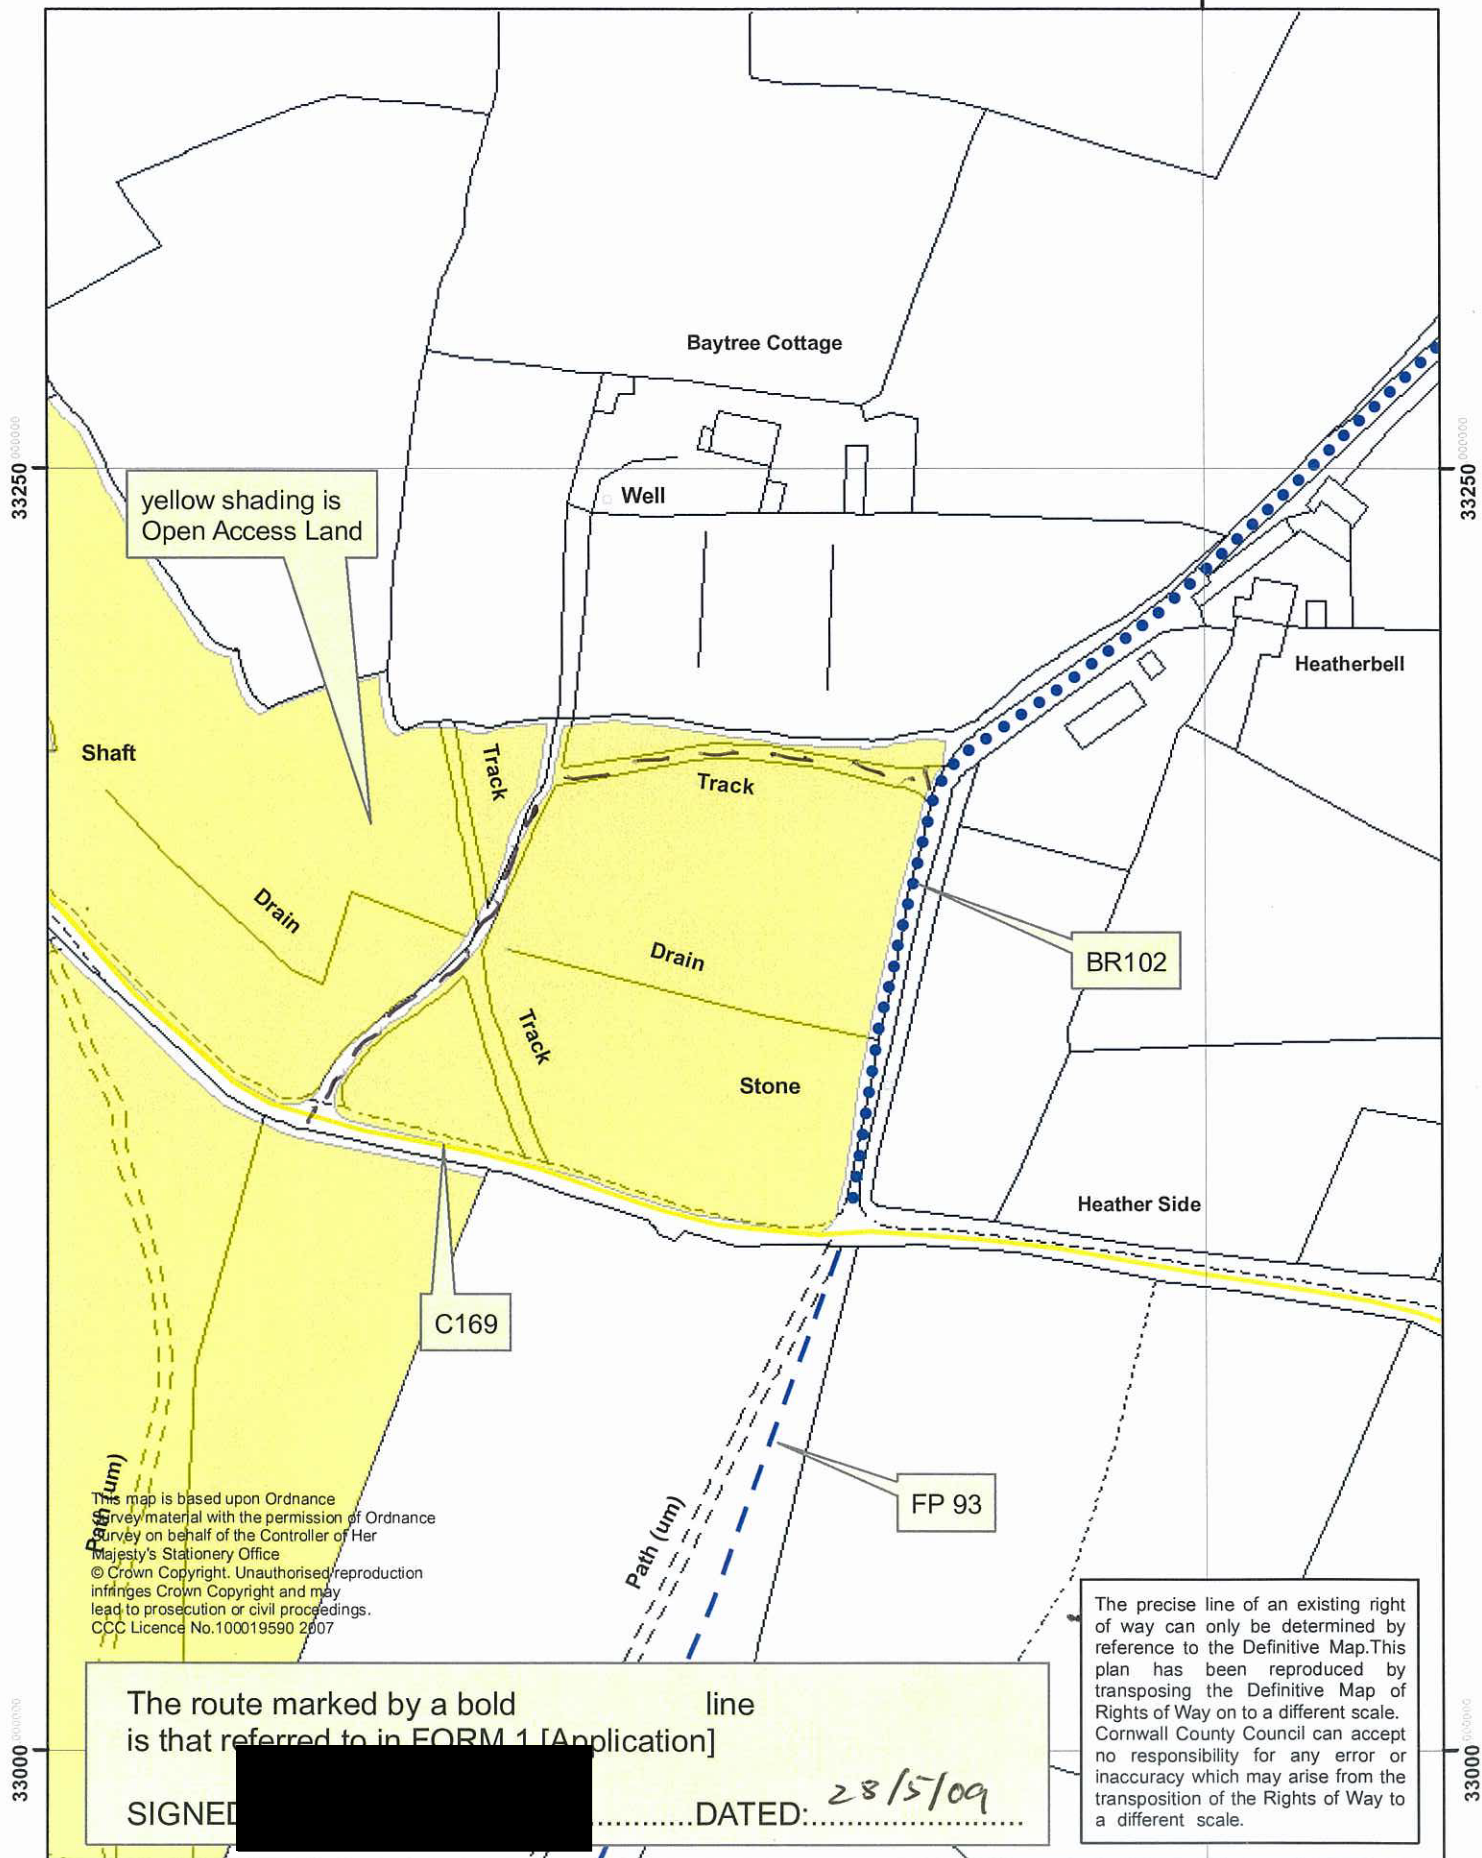 Baytree Cottage
33250
000000
33250
000000
yellow shading is
Open Access Land
Well
Heatherbell
Shaft
Track
Track
Drain
Drain
BR102
Track
Stone
Heather Side
C169
FP 93
Path (um)
Path (um)
This map is based upon Ordnance
Survey material with the permission of Ordnance
Survey on behalf of the Controller of Her
Majesty's Stationery Office
© Crown Copyright. Unauthorised reproduction
infringes Crown Copyright and may
lead to prosecution or civil proceedings.
CCC Licence No.100019590 2007
The precise line of an existing right
of way can only be determined by
reference to the Definitive Map.This
plan has been reproduced by
transposing the Definitive Map of
Rights of Way on to a different scale.
Cornwall County Council can accept
no responsibility for any error or
inaccuracy which may arise from the
transposition of the Rights of Way to
a different scale.
The route marked by a bold line
is that referred to in FORM 1 [Application]
SIGNED ..............DATED:........................
28/5/09
33000
000000
33000
000000